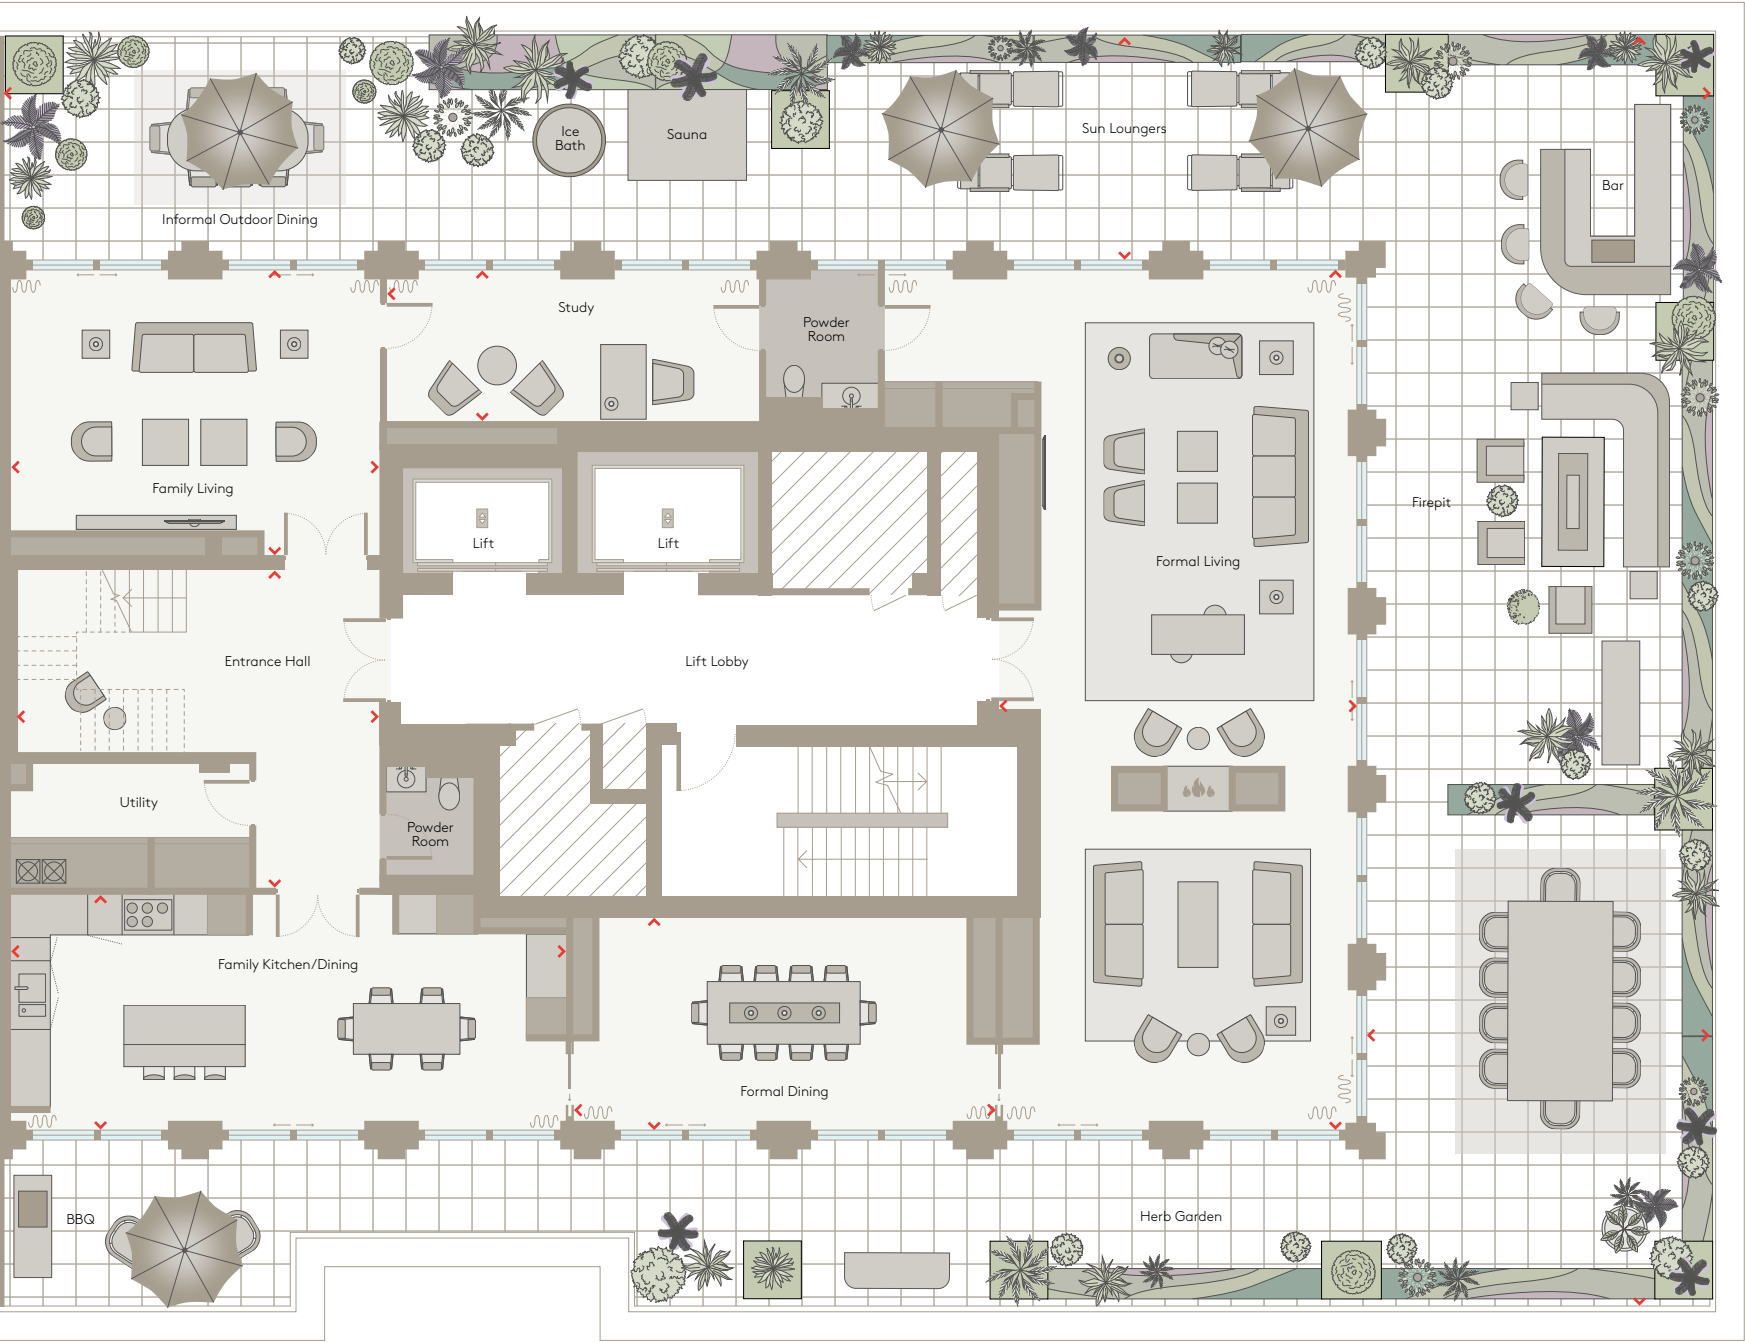 Ice
Bath
Sauna
Sun Loungers
Bar
Informal Outdoor Dining
Study
Powder
Room
Family Living
Firepit
Lift
Lift
Formal Living
Entrance Hall
Lift Lobby
Utility
Powder
Room
Family Kitchen/Dining
Formal Dining
BBQ
Herb Garden